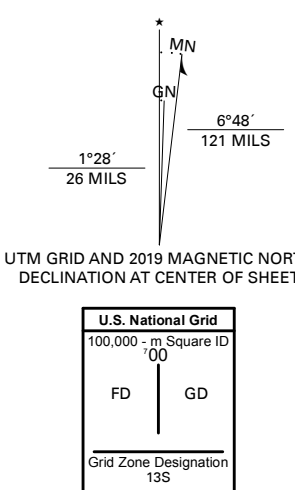 ★
MN
GN
6°48´
121 MILS
1°28´
26 MILS
UTM GRID AND 2019 MAGNETIC NORT
DECLINATION AT CENTER OF SHEET
U.S. National Grid
100,000 - m Square ID
⁷00
FD GD
Grid Zone Designation
13S